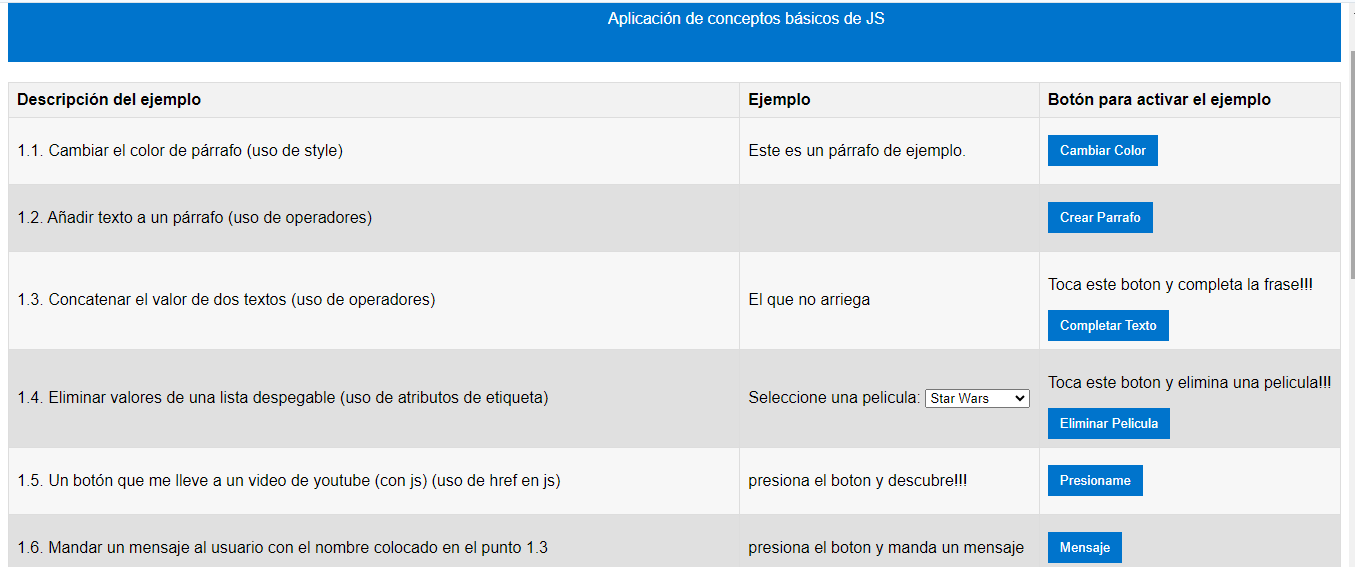 Aplicación de conceptos básicos de JS
Descripción del ejemplo Ejemplo Botón para activar el ejemplo
1.1. Cambiar el color de párrafo (uso de style) Este es un párrafo de ejemplo. Cambiar Color
1.2. Añadir texto a un párrafo (uso de operadores) Crear Parrafo
Toca este boton y completa la frase!!!
1.3. Concatenar el valor de dos textos (uso de operadores) El que no arriega
Completar Texto
Toca este boton y elimina una pelicula!!!
1.4. Eliminar valores de una lista despegable (uso de atributos de etiqueta) Seleccione una pelicula: Star Wars
Eliminar Pelicula
1.5. Un botón que me lleve a un video de youtube (con js) (uso de href en js) presiona el boton y descubre!!! Presioname
1.6. Mandar un mensaje al usuario con el nombre colocado en el punto 1.3 presiona el boton y manda un mensaje Mensaje